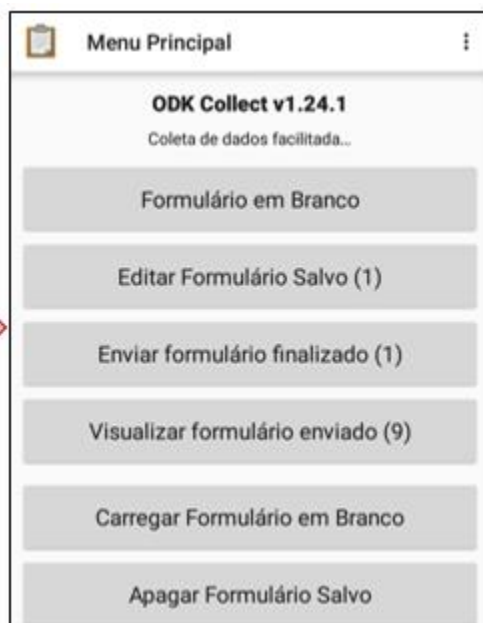 Menu Principal
ODK Collect v1.24.1
Coleta de dados facilitada...
Formulário em Branco
Editar Formulário Salvo (1)
Enviar formulário finalizado (1)
Visualizar formulário enviado (9)
Carregar Formulário em Branco
Apagar Formulário Salvo